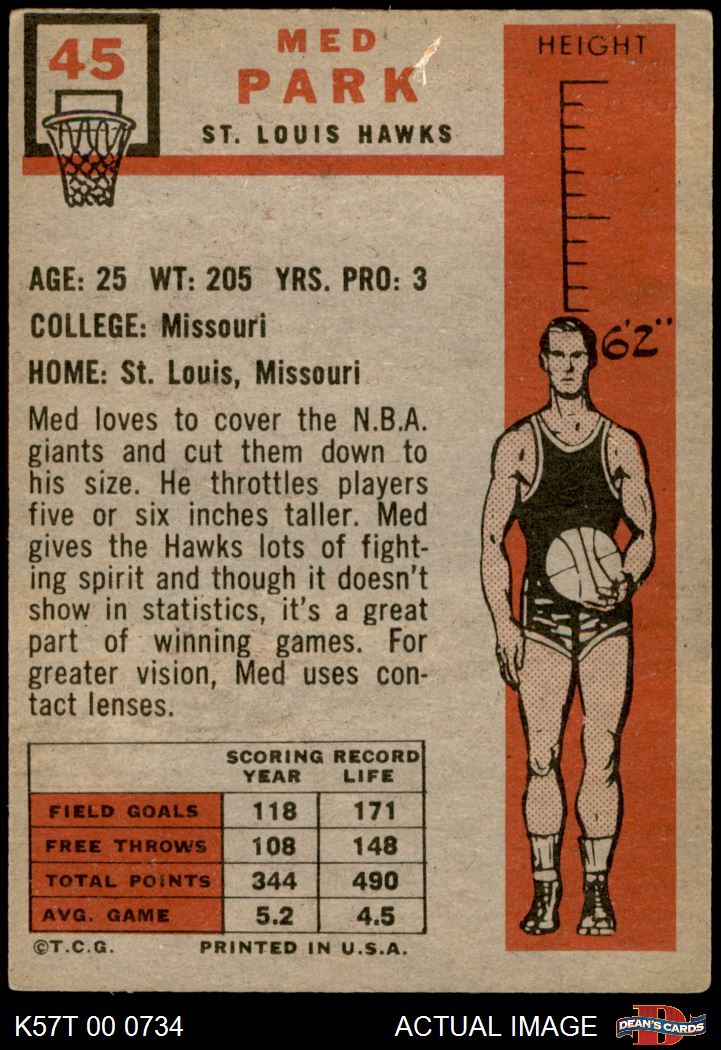 45
MED
PARK
ST. LOUIS HAWKS
HEIGHT
6'2"
AGE: 25 WT: 205 YRS. PRO: 3
COLLEGE: Missouri
HOME: St. Louis, Missouri
Med loves to cover the N.B.A.
giants and cut them down to
his size. He throttles players
five or six inches taller. Med
gives the Hawks lots of fight-
ing spirit and though it doesn't
show in statistics, it's a great
part of winning games. For
greater vision, Med uses con-
tact lenses.
SCORING RECORD
YEAR LIFE
FIELD GOALS 118 171
FREE THROWS 108 148
TOTAL POINTS 344 490
AVG. GAME 5.2 4.5
©T.C.G. PRINTED IN U.S.A.
K57T 00 0734 ACTUAL IMAGE D DEAN'S CARDS